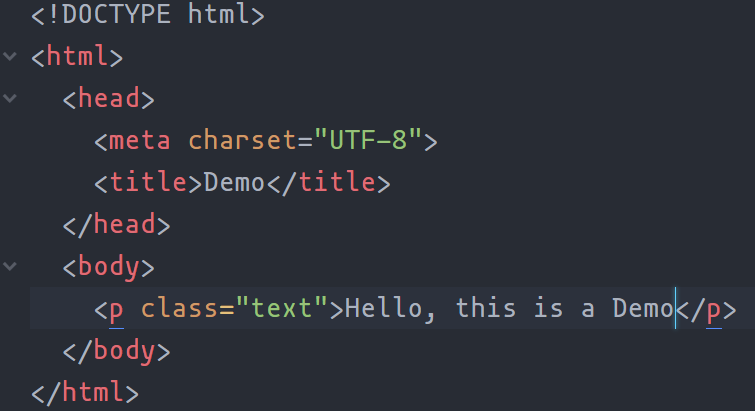 <!DOCTYPE html>
<html>
<head>
<meta charset="UTF-8">
<title>Demo</title>
</head>
<body>
<p class="text">Hello, this is a Demo</p>
</body>
</html>